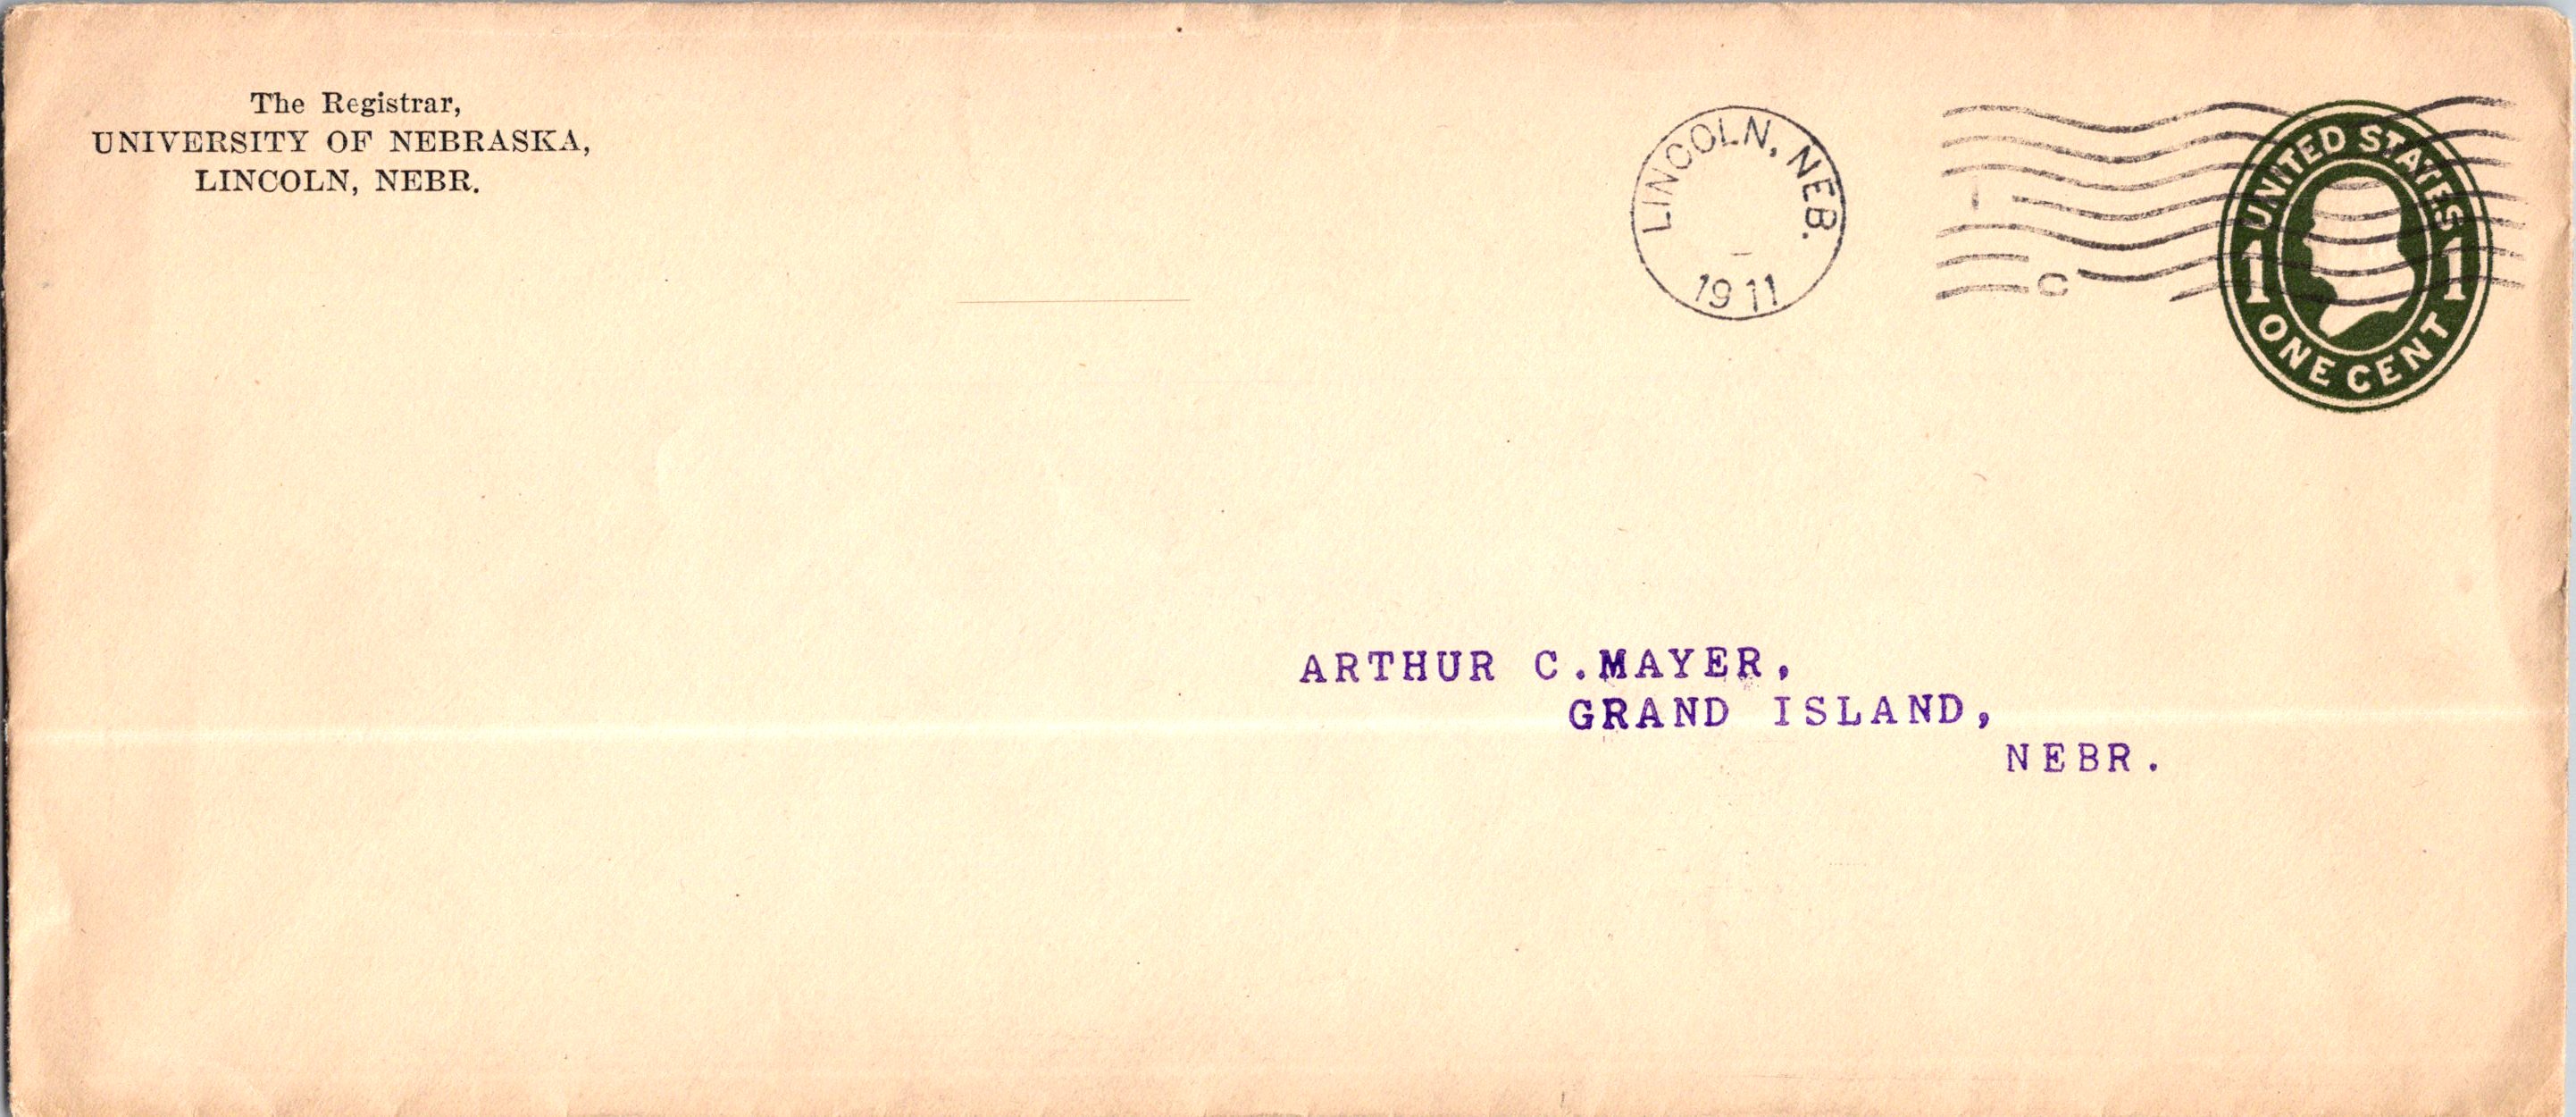 The Registrar,
UNIVERSITY OF NEBRASKA,
LINCOLN, NEBR.
LINCOLN, NEB.
1911
C
UNITED STATES
1 1
ONE CENT
ARTHUR C.MAYER,
GRAND ISLAND,
NEBR.